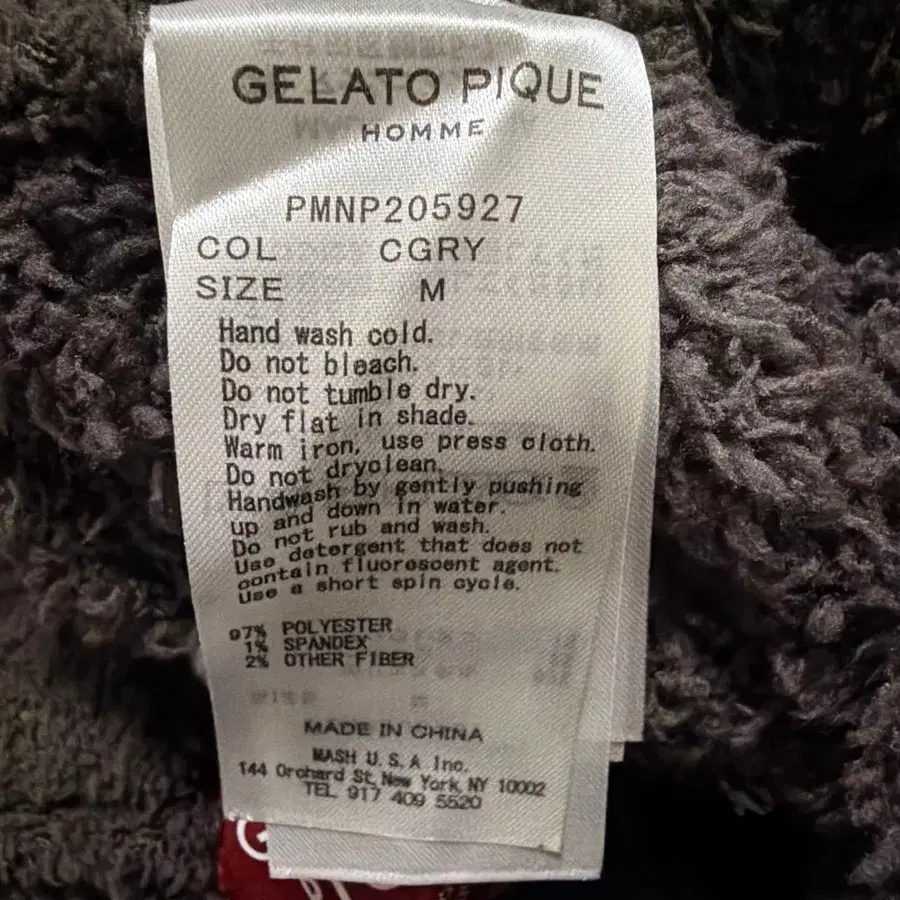 GELATO PIQUE
HOMME
PMNP205927
COL CGRY
SIZE M
Hand wash cold.
Do not bleach.
Do not tumble dry.
Dry flat in shade.
Warm iron, use press cloth.
Do not dryclean.
Handwash by gently pushing
up and down in water.
Do not rub and wash.
Use detergent that does not
contain fluorescent agent.
Use a short spin cycle.
97% POLYESTER
1% SPANDEX
2% OTHER FIBER
MADE IN CHINA
MASH U.S.A Inc.
144 Orchard St, New York, NY 10002
TEL 917 409 5520